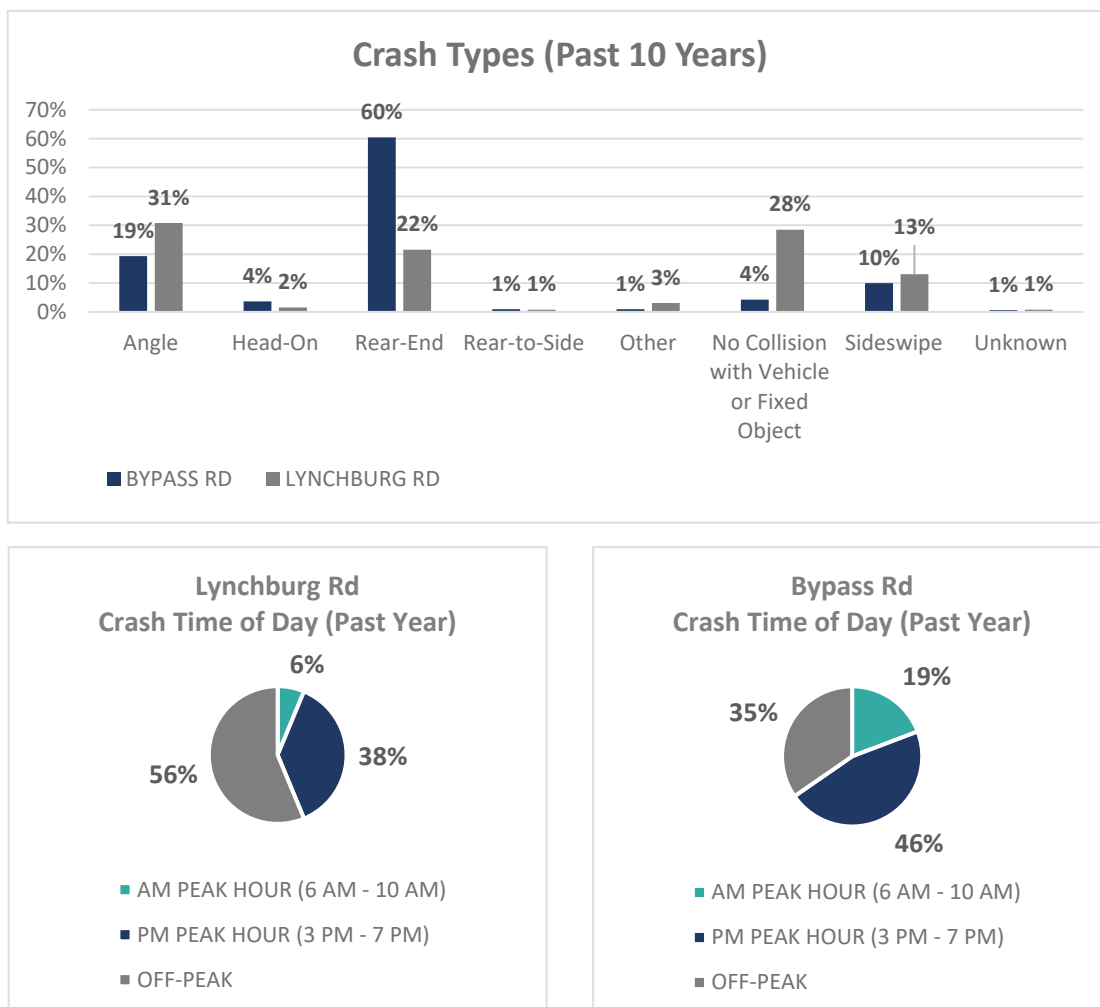 Crash Types (Past 10 Years)
70%
60%
50%
40%
30%
20%
10%
0%
19%
31%
4%
2%
60%
22%
1%
1%
1%
3%
4%
28%
10%
13%
1%
1%
Angle
Head-On
Rear-End
Rear-to-Side
Other
No Collision
with Vehicle
or Fixed
Object
Sideswipe
Unknown
BYPASS RD
LYNCHBURG RD
Lynchburg Rd
Crash Time of Day (Past Year)
6%
38%
56%
AM PEAK HOUR (6 AM - 10 AM)
PM PEAK HOUR (3 PM - 7 PM)
OFF-PEAK
Bypass Rd
Crash Time of Day (Past Year)
19%
35%
46%
AM PEAK HOUR (6 AM - 10 AM)
PM PEAK HOUR (3 PM - 7 PM)
OFF-PEAK